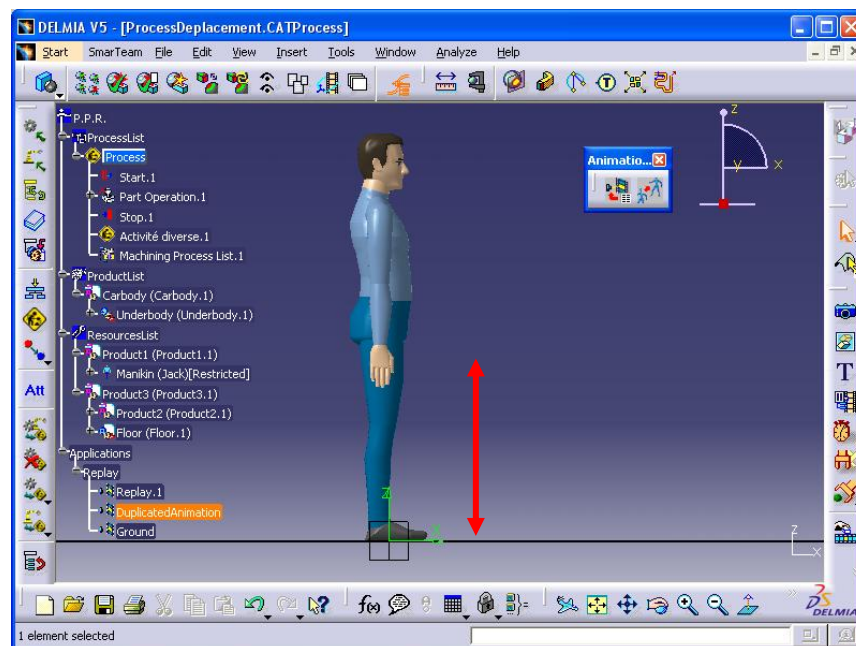 DELMIA V5 - [ProcessDeplacement.CATProcess]
Start SmarTeam File Edit View Insert Tools Window Analyze Help
P.P.R.
ProcessList
Process
Start.1
Part Operation.1
Stop.1
Activité diverse.1
Machining Process List.1
ProductList
Carbody (Carbody.1)
Underbody (Underbody.1)
ResourcesList
Product1 (Product1.1)
Manikin (Jack)[Restricted]
Product3 (Product3.1)
Product2 (Product2.1)
Floor (Floor.1)
Applications
Replay
Replay.1
DuplicatedAnimation
Ground
Animatio...
z
y x
Att
T
Z
z
x
f(x)
DELMIA
1 element selected